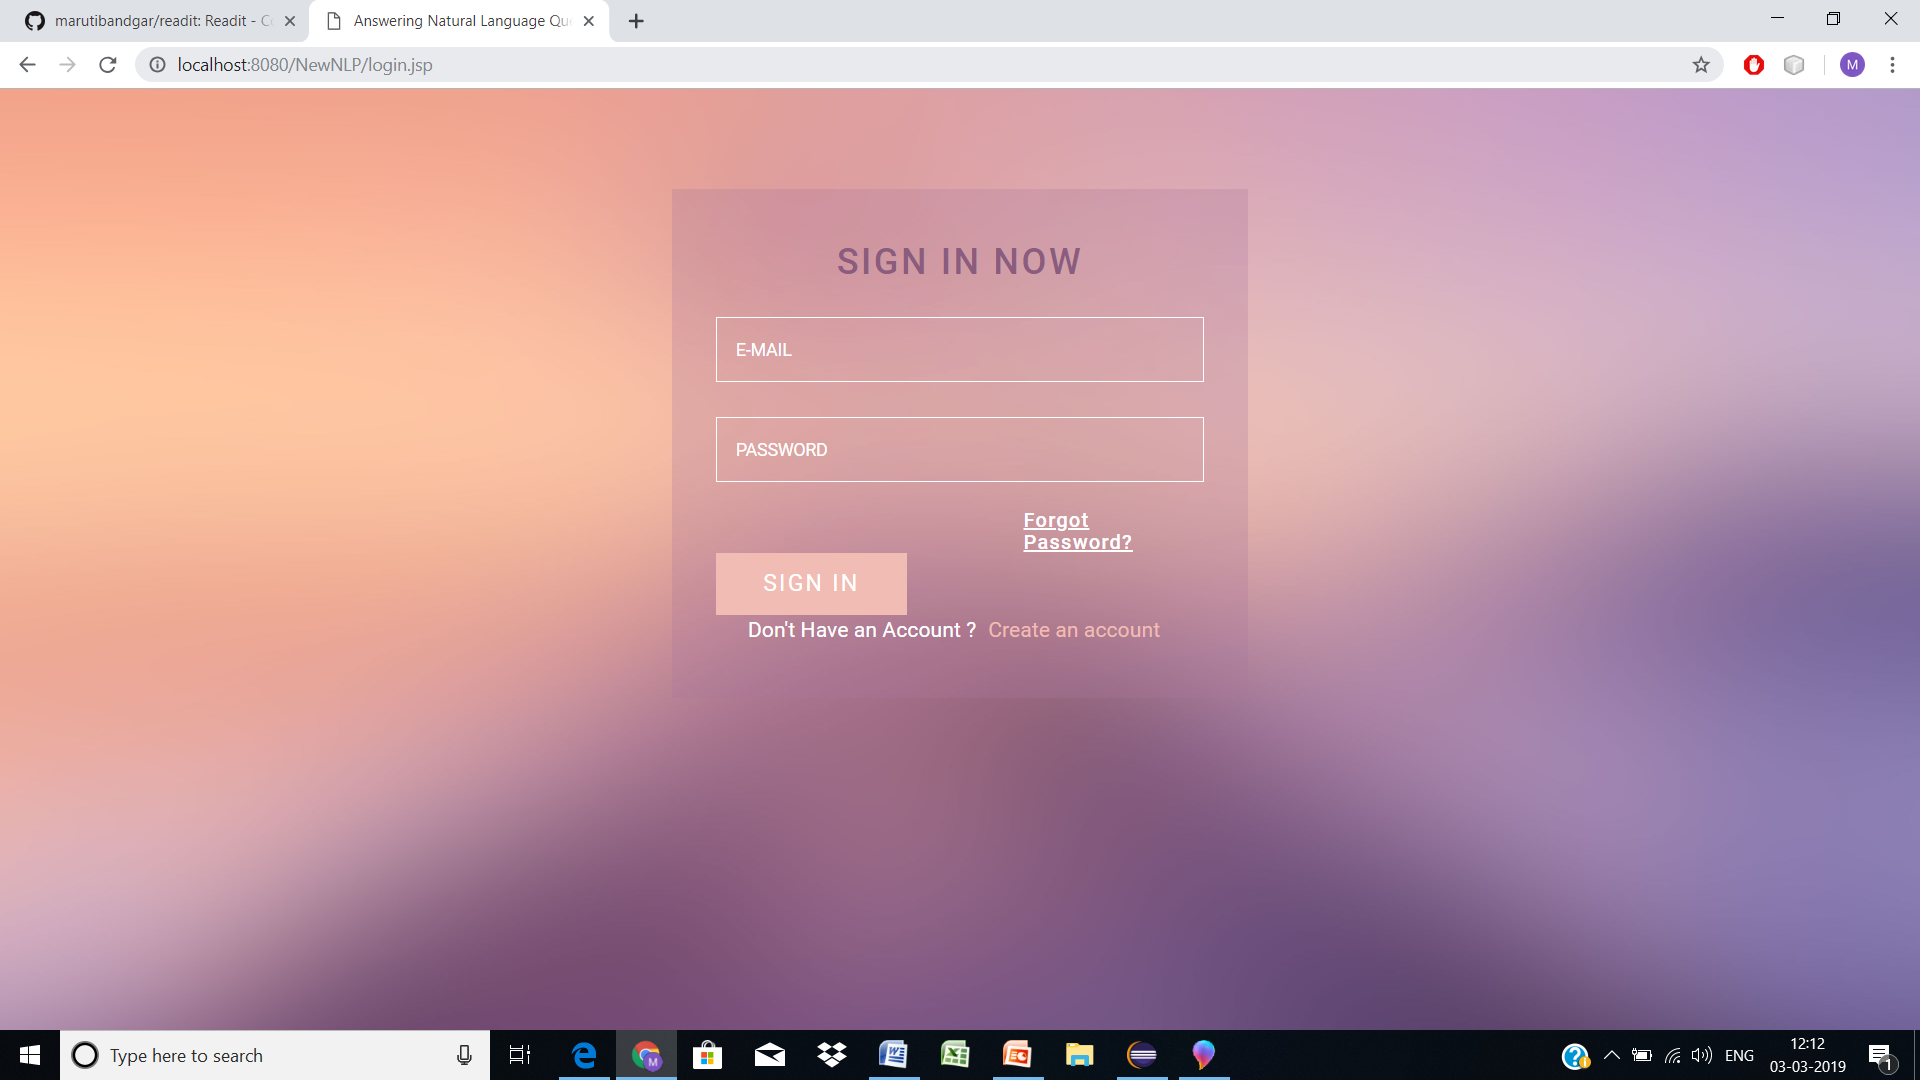 marutibandgar/readit: Readit - C
Answering Natural Language Qu
localhost:8080/NewNLP/login.jsp
M
SIGN IN NOW
E-MAIL
PASSWORD
Forgot
Password?
SIGN IN
Don't Have an Account ? Create an account
Type here to search
M
ENG
12:12
03-03-2019
1